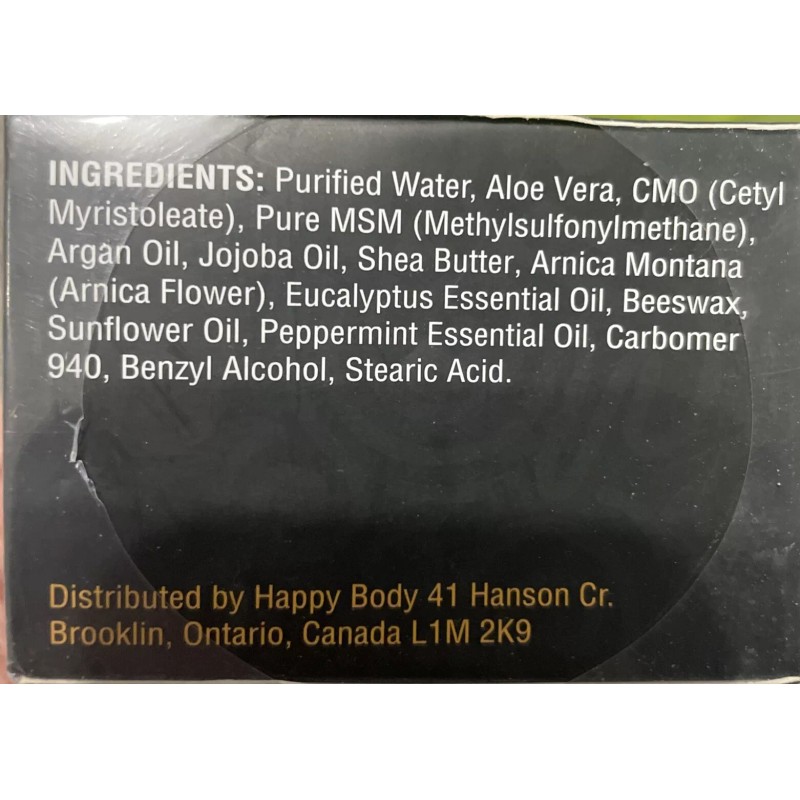 INGREDIENTS: Purified Water, Aloe Vera, CMO (Cetyl
Myristoleate), Pure MSM (Methylsulfonylmethane),
Argan Oil, Jojoba Oil, Shea Butter, Arnica Montana
(Arnica Flower), Eucalyptus Essential Oil, Beeswax,
Sunflower Oil, Peppermint Essential Oil, Carbomer
940, Benzyl Alcohol, Stearic Acid.
Distributed by Happy Body 41 Hanson Cr.
Brooklin, Ontario, Canada L1M 2K9